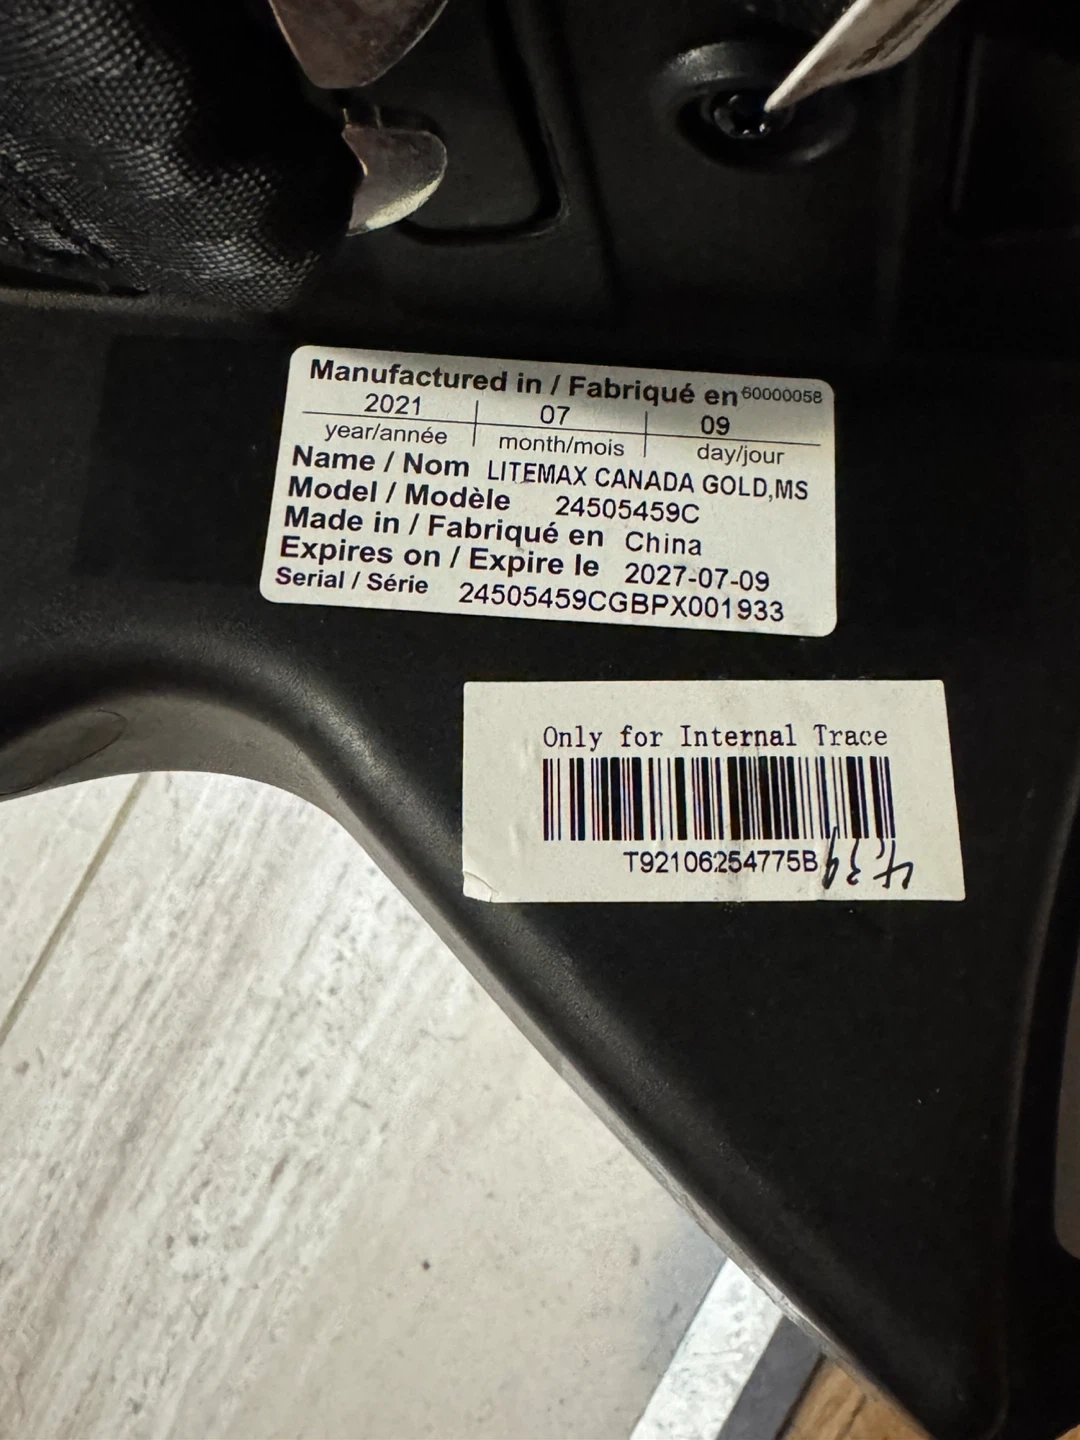 Manufactured in / Fabriqué en 60000058
2021 07 09
year/année month/mois day/jour
Name / Nom LITEMAX CANADA GOLD,MS
Model / Modèle 24505459C
Made in / Fabriqué en China
Expires on / Expire le 2027-07-09
Serial / Série 24505459CGBPX001933
Only for Internal Trace
T92106254775B